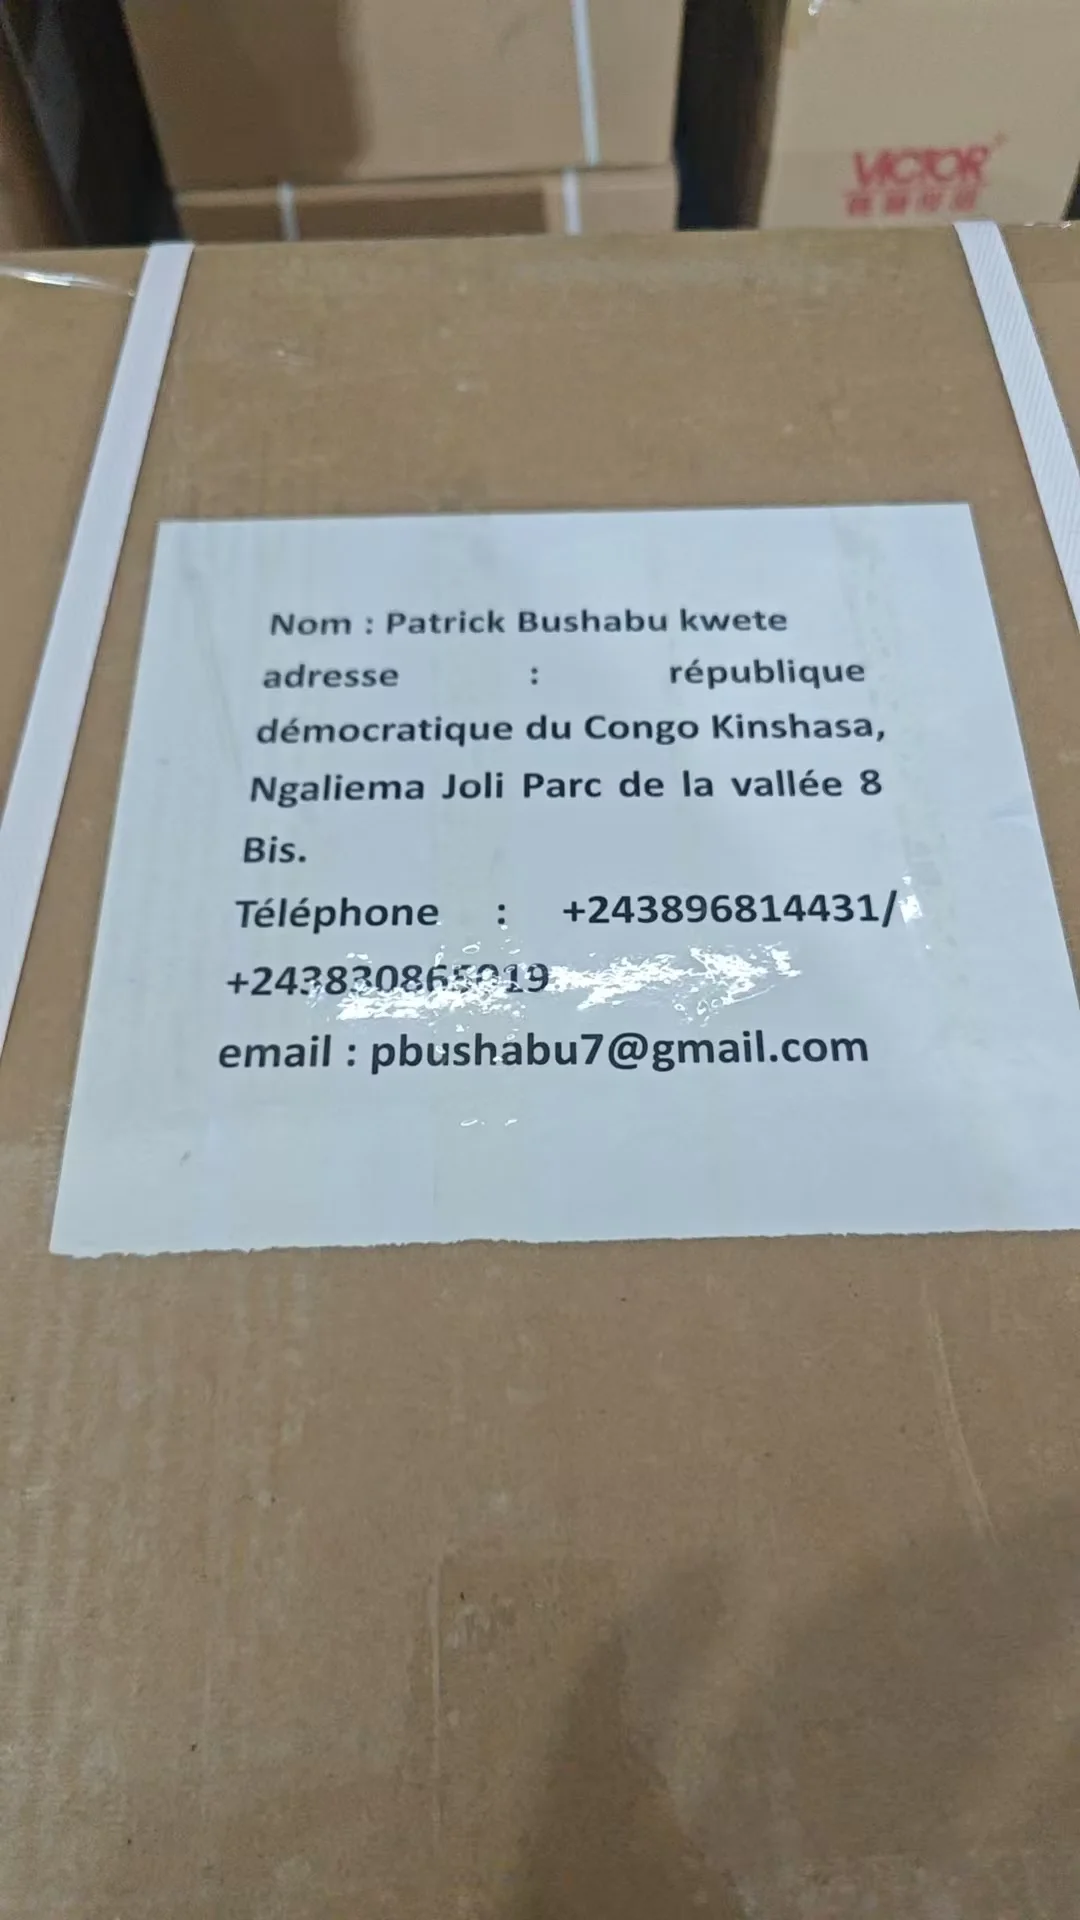 VICTOR
Nom : Patrick Bushabu kwete
adresse : république
démocratique du Congo Kinshasa,
Ngaliema Joli Parc de la vallée 8
Bis.
Téléphone : +243896814431/
email : pbushabu7@gmail.com